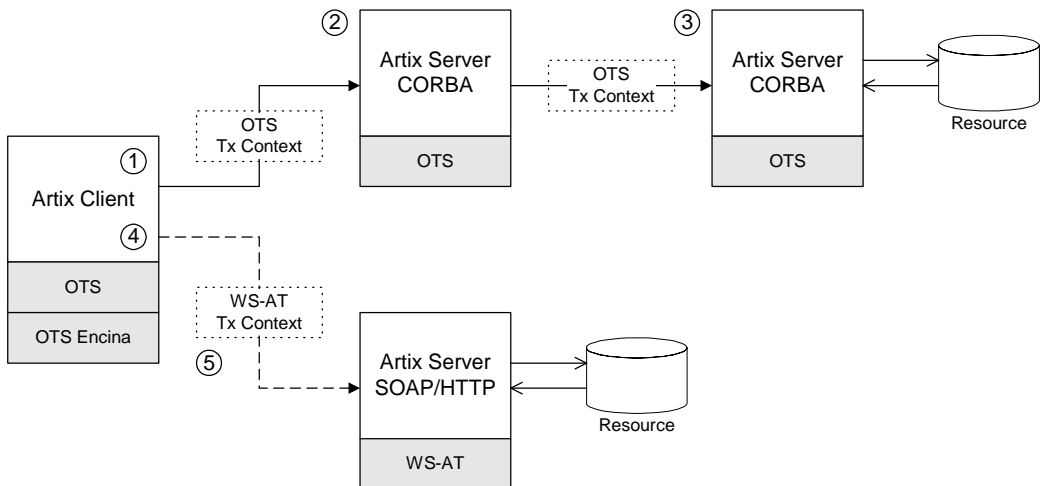 ②
Artix Server
CORBA
OTS
OTS
Tx Context
③
Artix Server
CORBA
OTS
Resource
OTS
Tx Context
①
Artix Client
④
OTS
OTS Encina
WS-AT
Tx Context
⑤
Artix Server
SOAP/HTTP
WS-AT
Resource